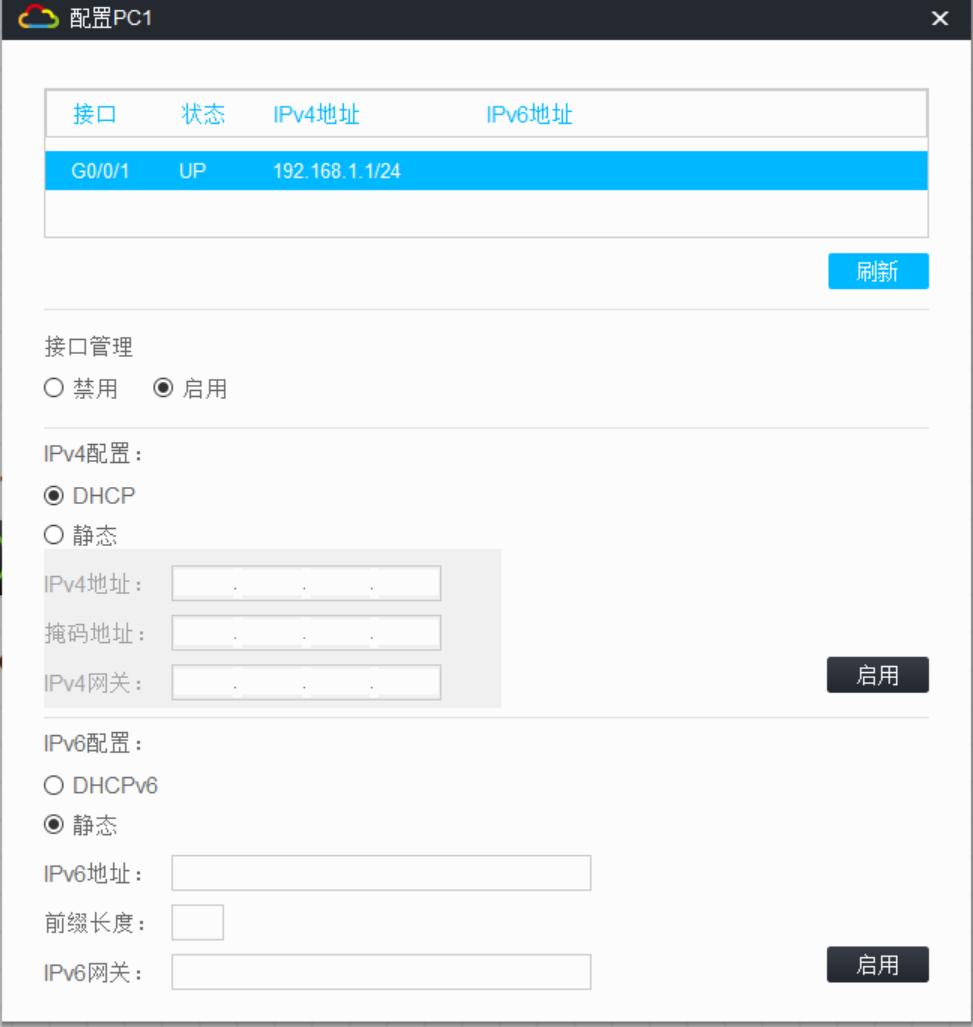 配置PC1
接口 状态 IPv4地址 IPv6地址
G0/0/1 UP 192.168.1.1/24
刷新
接口管理
禁用 启用
IPv4配置：
DHCP
静态
IPv4地址： . . .
掩码地址： . . .
IPv4网关： . . .
启用
IPv6配置：
DHCPv6
静态
IPv6地址：
前缀长度：
IPv6网关：
启用